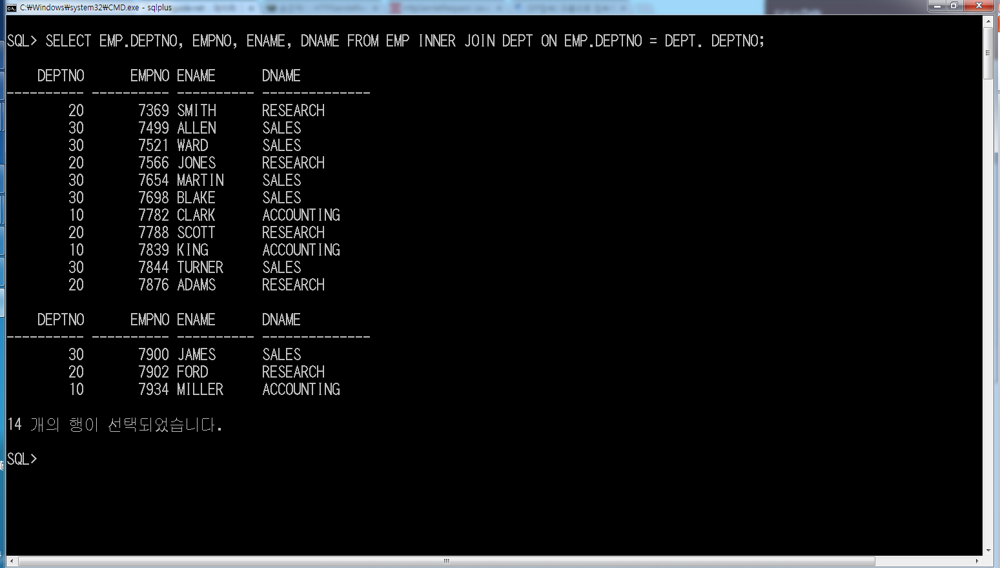 C:₩Windows₩system32₩CMD.exe - sqlplus
SQL> SELECT EMP.DEPTNO, EMPNO, ENAME, DNAME FROM EMP INNER JOIN DEPT ON EMP.DEPTNO = DEPT. DEPTNO;
DEPTNO EMPNO ENAME DNAME
---------- ---------- ---------- --------------
20 7369 SMITH RESEARCH
30 7499 ALLEN SALES
30 7521 WARD SALES
20 7566 JONES RESEARCH
30 7654 MARTIN SALES
30 7698 BLAKE SALES
10 7782 CLARK ACCOUNTING
20 7788 SCOTT RESEARCH
10 7839 KING ACCOUNTING
30 7844 TURNER SALES
20 7876 ADAMS RESEARCH
DEPTNO EMPNO ENAME DNAME
---------- ---------- ---------- --------------
30 7900 JAMES SALES
20 7902 FORD RESEARCH
10 7934 MILLER ACCOUNTING
14 개의 행이 선택되었습니다.
SQL>